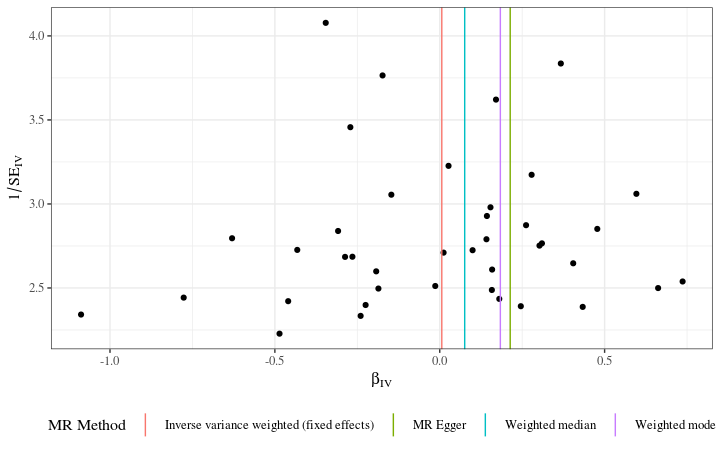 4.0
3.5
3.0
2.5
1/SE_IV
-1.0 -0.5 0.0 0.5
β_IV
MR Method Inverse variance weighted (fixed effects) MR Egger Weighted median Weighted mode